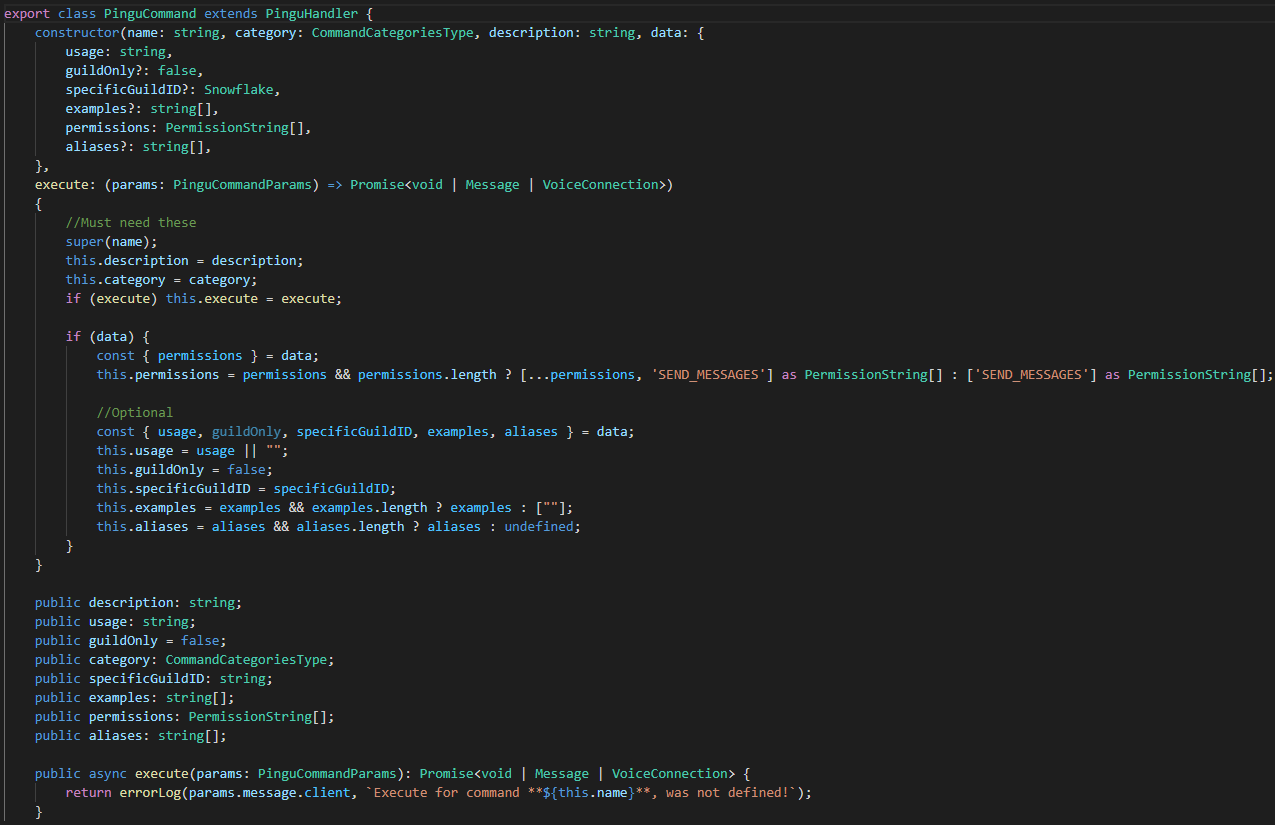 export class PinguCommand extends PinguHandler {
    constructor(name: string, category: CommandCategoriesType, description: string, data: {
        usage: string,
        guildOnly?: false,
        specificGuildID?: Snowflake,
        examples?: string[],
        permissions: PermissionString[],
        aliases?: string[],
    },
    execute: (params: PinguCommandParams) => Promise<void | Message | VoiceConnection>)
    {
        //Must need these
        super(name);
        this.description = description;
        this.category = category;
        if (execute) this.execute = execute;

        if (data) {
            const { permissions } = data;
            this.permissions = permissions && permissions.length ? [...permissions, 'SEND_MESSAGES'] as PermissionString[] : ['SEND_MESSAGES'] as PermissionString[];

            //Optional
            const { usage, guildOnly, specificGuildID, examples, aliases } = data;
            this.usage = usage || "";
            this.guildOnly = false;
            this.specificGuildID = specificGuildID;
            this.examples = examples && examples.length ? examples : [""];
            this.aliases = aliases && aliases.length ? aliases : undefined;
        }
    }

    public description: string;
    public usage: string;
    public guildOnly = false;
    public category: CommandCategoriesType;
    public specificGuildID: string;
    public examples: string[];
    public permissions: PermissionString[];
    public aliases: string[];

    public async execute(params: PinguCommandParams): Promise<void | Message | VoiceConnection> {
        return errorLog(params.message.client, `Execute for command **${this.name}**, was not defined!`);
    }